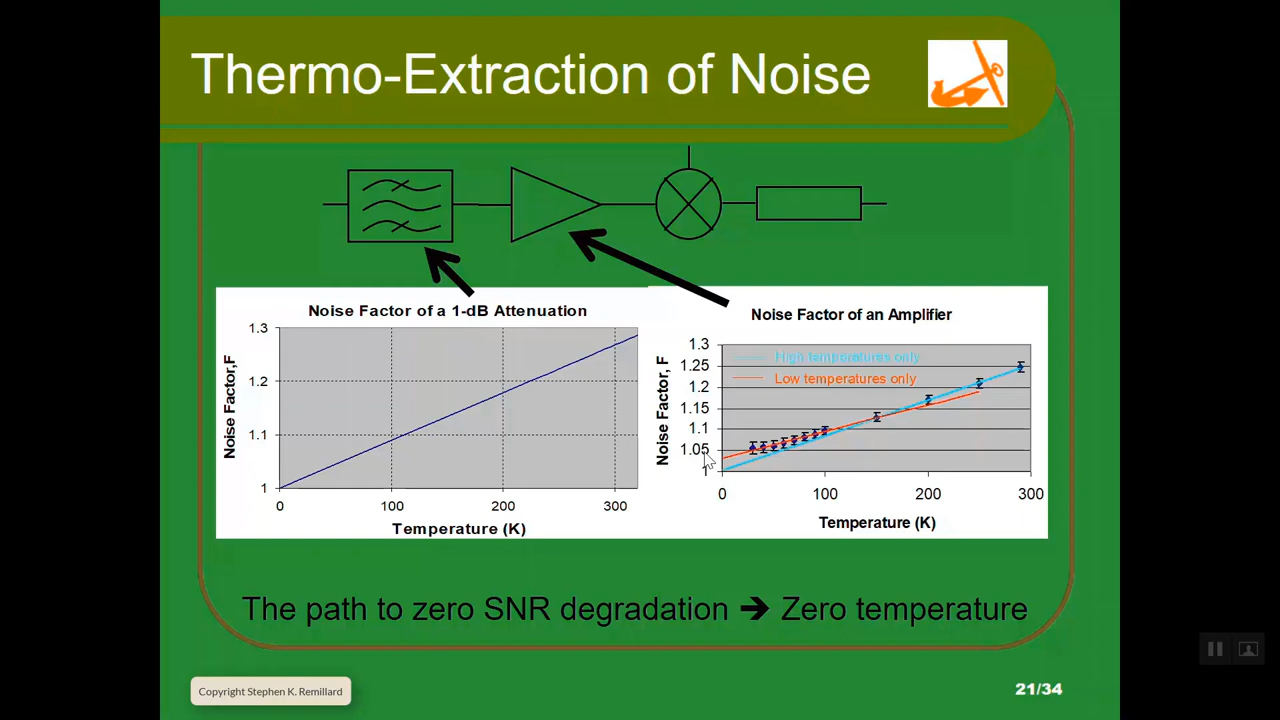 Thermo-Extraction of Noise
Noise Factor of a 1-dB Attenuation
1.3
1.2
1.1
1
Noise Factor,F
0 100 200 300
Temperature (K)
Noise Factor of an Amplifier
High temperatures only
Low temperatures only
1.3
1.25
1.2
1.15
1.1
1.05
1
Noise Factor, F
0 100 200 300
Temperature (K)
The path to zero SNR degradation ➔ Zero temperature
Copyright Stephen K. Remillard
21/34